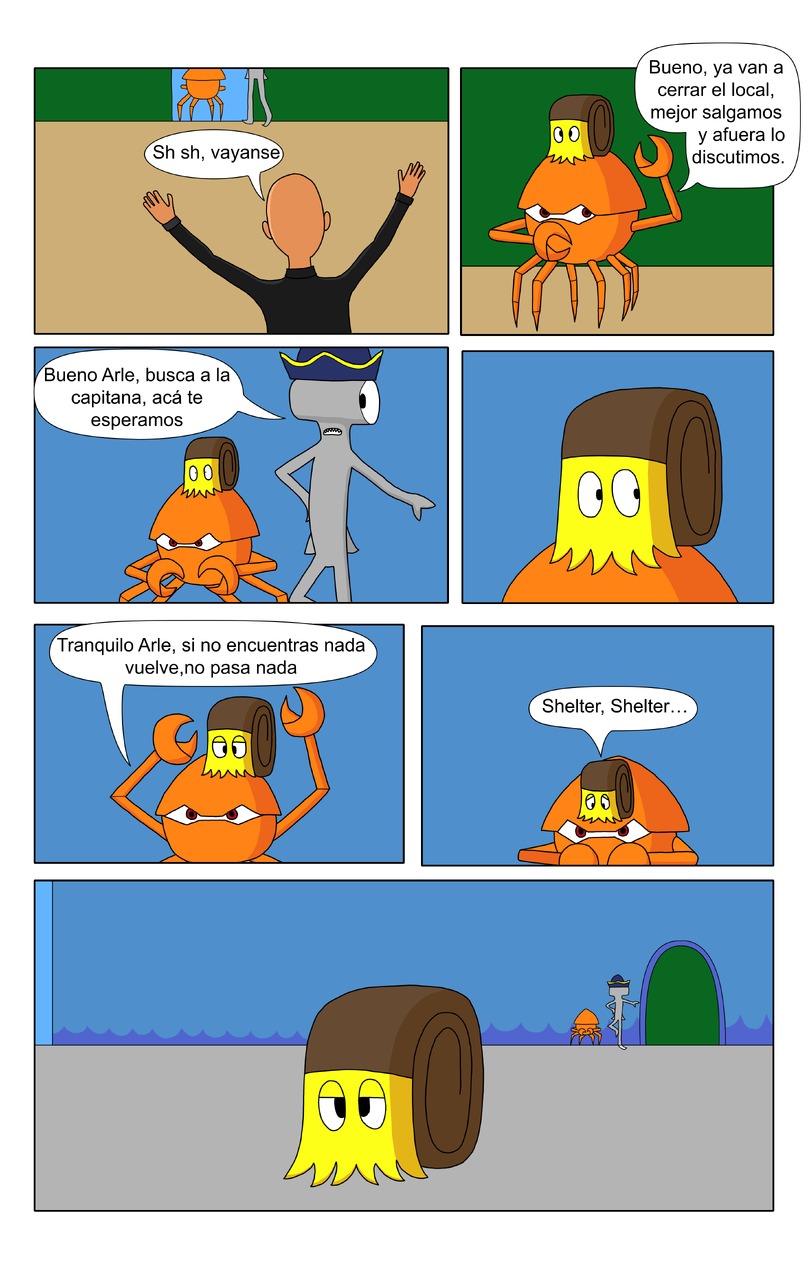 Sh sh, vayanse
Bueno, ya van a
cerrar el local,
mejor salgamos
y afuera lo
discutimos.
Bueno Arle, busca a la
capitana, acá te
esperamos
Tranquilo Arle, si no encuentras nada
vuelve,no pasa nada
Shelter, Shelter...